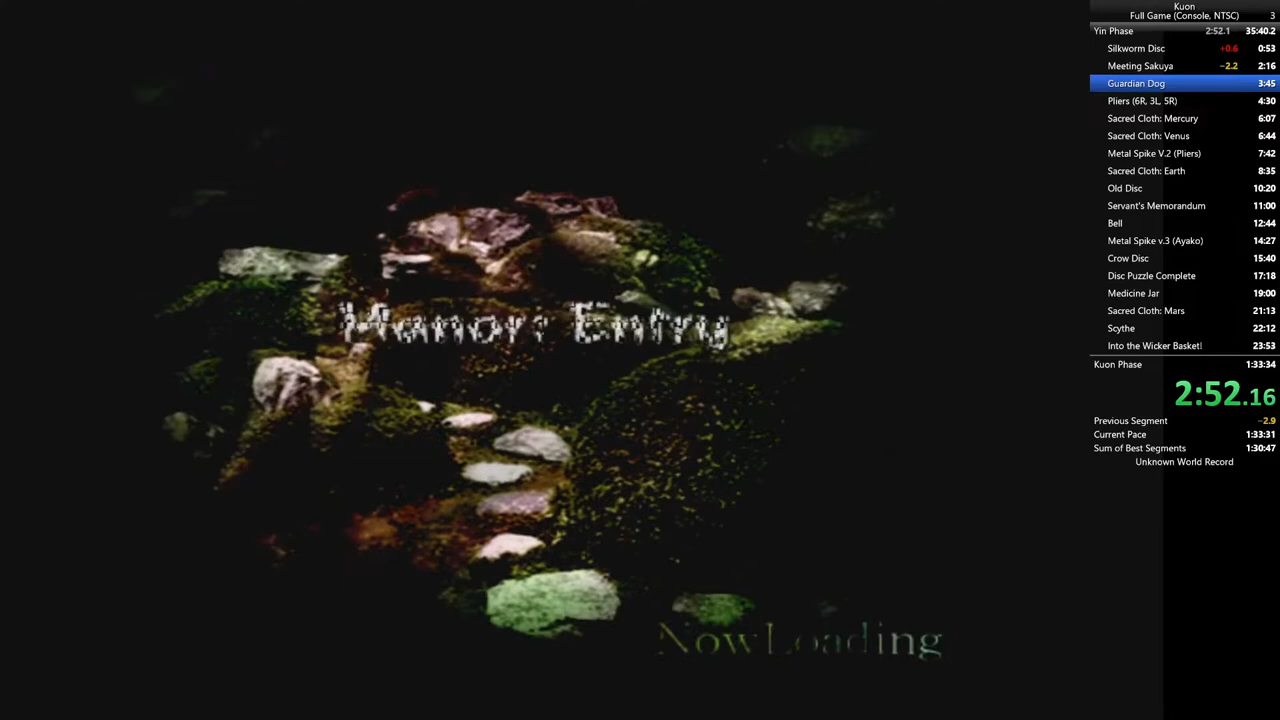 Manor: Entry
Now Loading
Kuon
Full Game (Console, NTSC) 3
Yin Phase 2:52.1 35:40.2
Silkworm Disc +0.6 0:53
Meeting Sakuya −2.2 2:16
Guardian Dog 3:45
Pliers (6R, 3L, 5R) 4:30
Sacred Cloth: Mercury 6:07
Sacred Cloth: Venus 6:44
Metal Spike V.2 (Pliers) 7:42
Sacred Cloth: Earth 8:35
Old Disc 10:20
Servant's Memorandum 11:00
Bell 12:44
Metal Spike v.3 (Ayako) 14:27
Crow Disc 15:40
Disc Puzzle Complete 17:18
Medicine Jar 19:00
Sacred Cloth: Mars 21:13
Scythe 22:12
Into the Wicker Basket! 23:53
Kuon Phase 1:33:34
2:52.16
Previous Segment −2.9
Current Pace 1:33:31
Sum of Best Segments 1:30:47
Unknown World Record